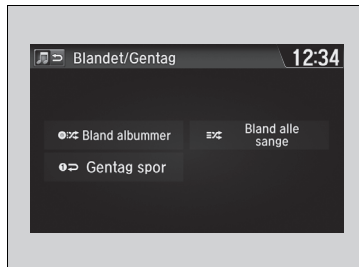 Blandet/Gentag
12:34
Bland albummer
Bland alle
sange
Gentag spor